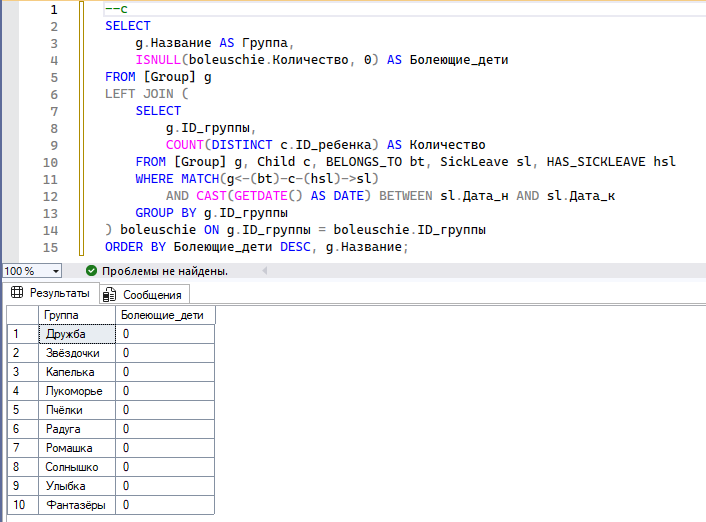 1 --c
2 SELECT
3 g.Название AS Группа,
4 ISNULL(boleuschie.Количество, 0) AS Болеющие_дети
5 FROM [Group] g
6 LEFT JOIN (
7 SELECT
8 g.ID_группы,
9 COUNT(DISTINCT c.ID_ребенка) AS Количество
10 FROM [Group] g, Child c, BELONGS_TO bt, SickLeave sl, HAS_SICKLEAVE hsl
11 WHERE MATCH(g<-(bt)-c-(hsl)->sl)
12 AND CAST(GETDATE() AS DATE) BETWEEN sl.Дата_н AND sl.Дата_к
13 GROUP BY g.ID_группы
14 ) boleuschie ON g.ID_группы = boleuschie.ID_группы
15 ORDER BY Болеющие_дети DESC, g.Название;
100 % Проблемы не найдены.
Результаты Сообщения
Группа Болеющие_дети
1 Дружба 0
2 Звёздочки 0
3 Капелька 0
4 Лукоморье 0
5 Пчёлки 0
6 Радуга 0
7 Ромашка 0
8 Солнышко 0
9 Улыбка 0
10 Фантазёры 0